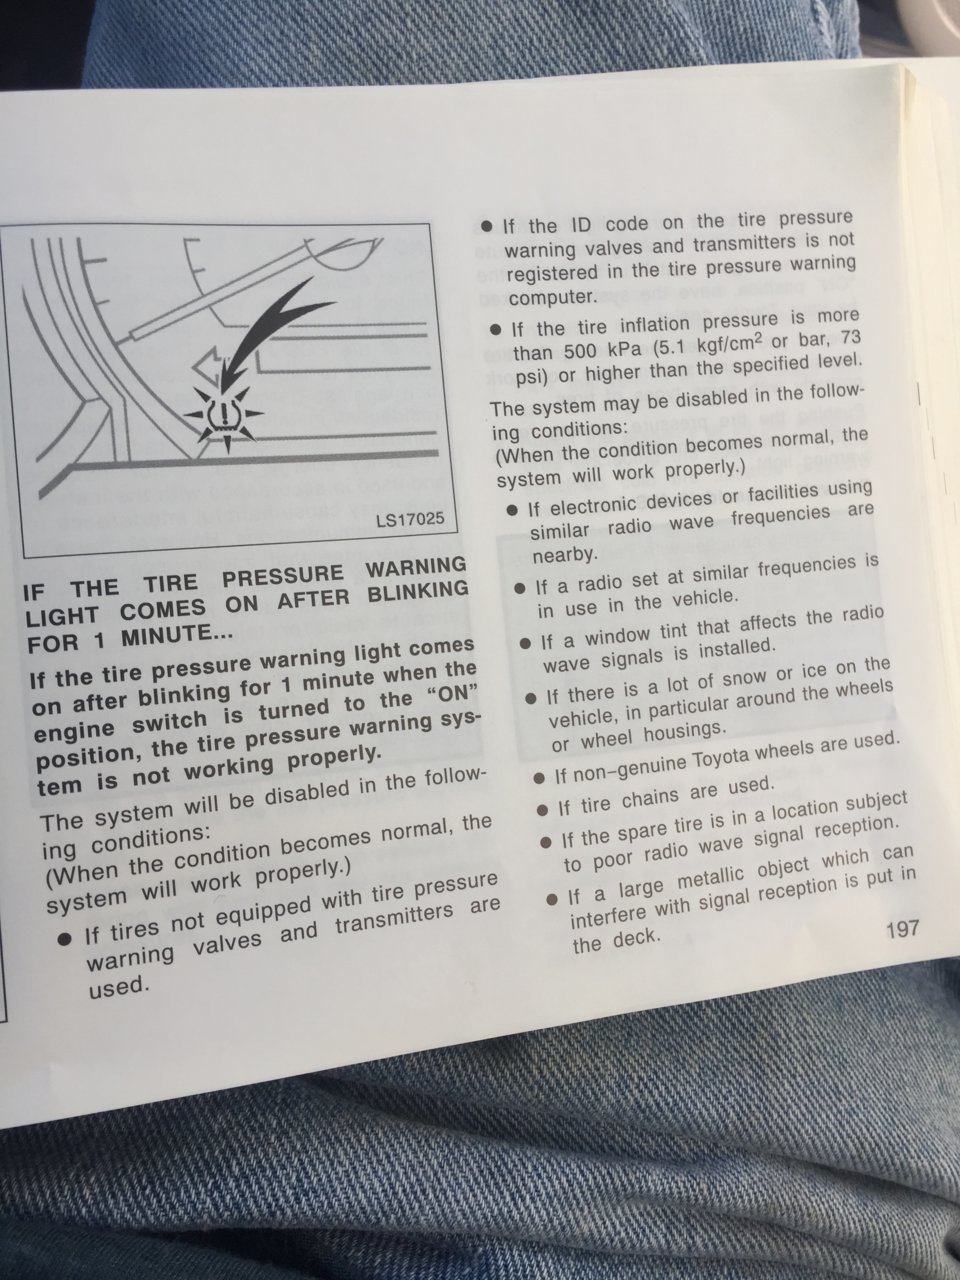 LS17025
IF THE TIRE PRESSURE WARNING
LIGHT COMES ON AFTER BLINKING
FOR 1 MINUTE...
If the tire pressure warning light comes
on after blinking for 1 minute when the
engine switch is turned to the “ON”
position, the tire pressure warning sys-
tem is not working properly.
The system will be disabled in the follow-
ing conditions:
(When the condition becomes normal, the
system will work properly.)
● If tires not equipped with tire pressure
warning valves and transmitters are
used.
● If the ID code on the tire pressure
warning valves and transmitters is not
registered in the tire pressure warning
computer.
● If the tire inflation pressure is more
than 500 kPa (5.1 kgf/cm² or bar, 73
psi) or higher than the specified level.
The system may be disabled in the follow-
ing conditions:
(When the condition becomes normal, the
system will work properly.)
● If electronic devices or facilities using
similar radio wave frequencies are
nearby.
● If a radio set at similar frequencies is
in use in the vehicle.
● If a window tint that affects the radio
wave signals is installed.
● If there is a lot of snow or ice on the
vehicle, in particular around the wheels
or wheel housings.
● If non–genuine Toyota wheels are used.
● If tire chains are used.
● If the spare tire is in a location subject
to poor radio wave signal reception.
● If a large metallic object which can
interfere with signal reception is put in
the deck.
197